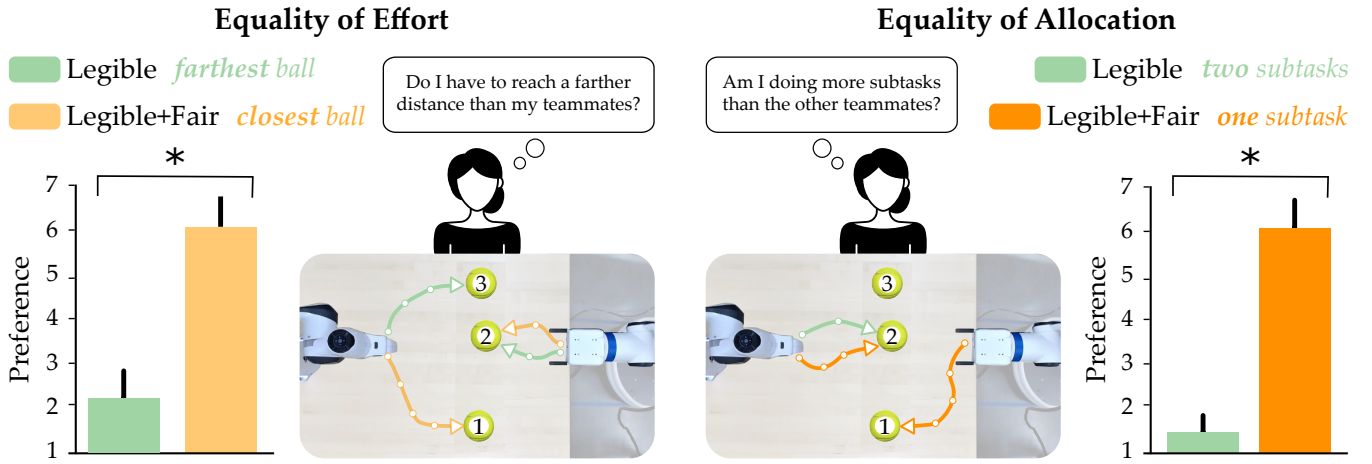 Equality of Effort
Legible farthest ball
Legible+Fair closest ball
Do I have to reach a farther
distance than my teammates?
*
7
6
5
4
3
2
1
Preference
3
2
1
Equality of Allocation
Am I doing more subtasks
than the other teammates?
Legible two subtasks
Legible+Fair one subtask
3
2
1
*
7
6
5
4
3
2
1
Preference